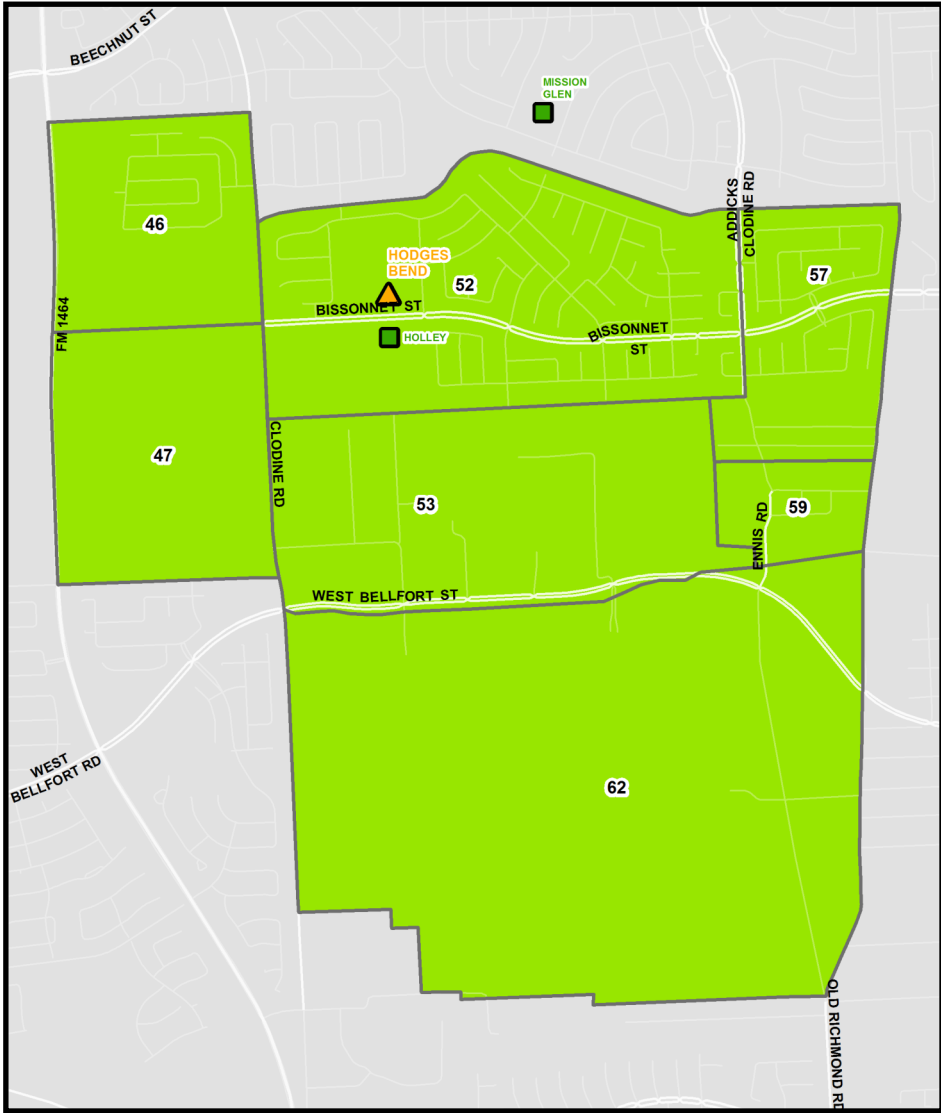 BEECHNUT ST
MISSION
GLEN
ADDICKS
CLODINE RD
46
HODGES
BEND
52
57
FM 1464
BISSONNET ST
BISSONNET
ST
HOLLEY
47
CLODINE RD
53
59
ENNIS RD
WEST BELLFORT ST
WEST
BELLFORT RD
62
OLD RICHMOND RD